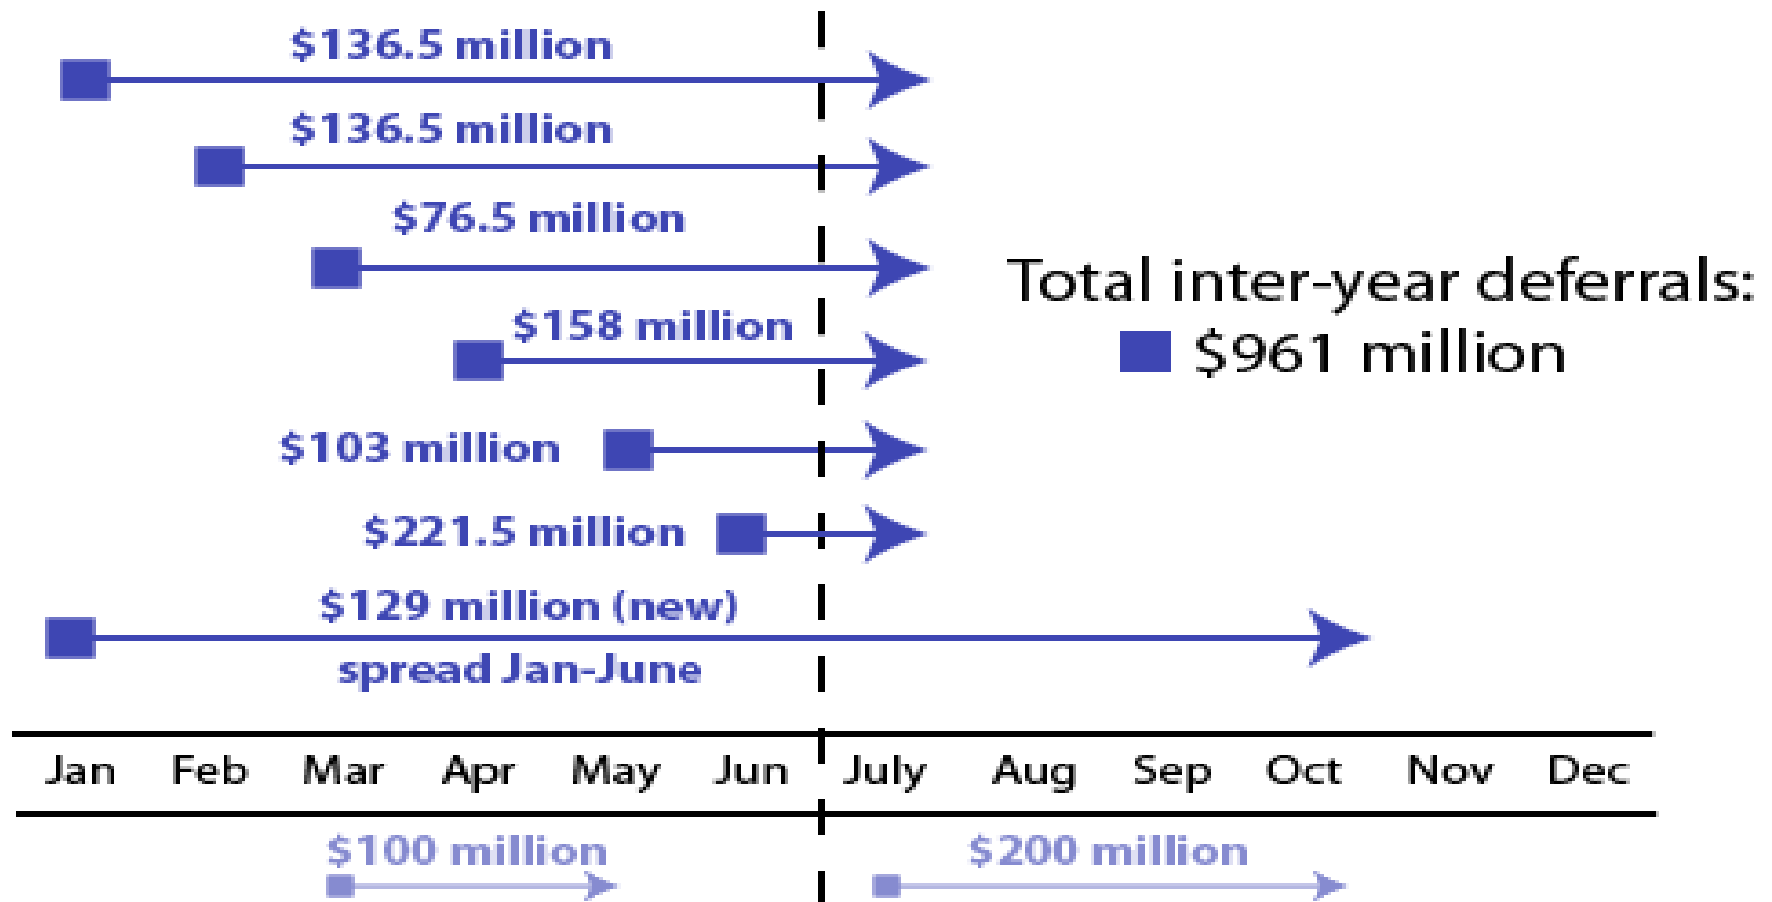 $136.5 million
$136.5 million
$76.5 million
Total inter-year deferrals:
$961 million
$158 million
$103 million
$221.5 million
$129 million (new)
spread Jan-June
Jan Feb Mar Apr May Jun July Aug Sep Oct Nov Dec
$100 million $200 million